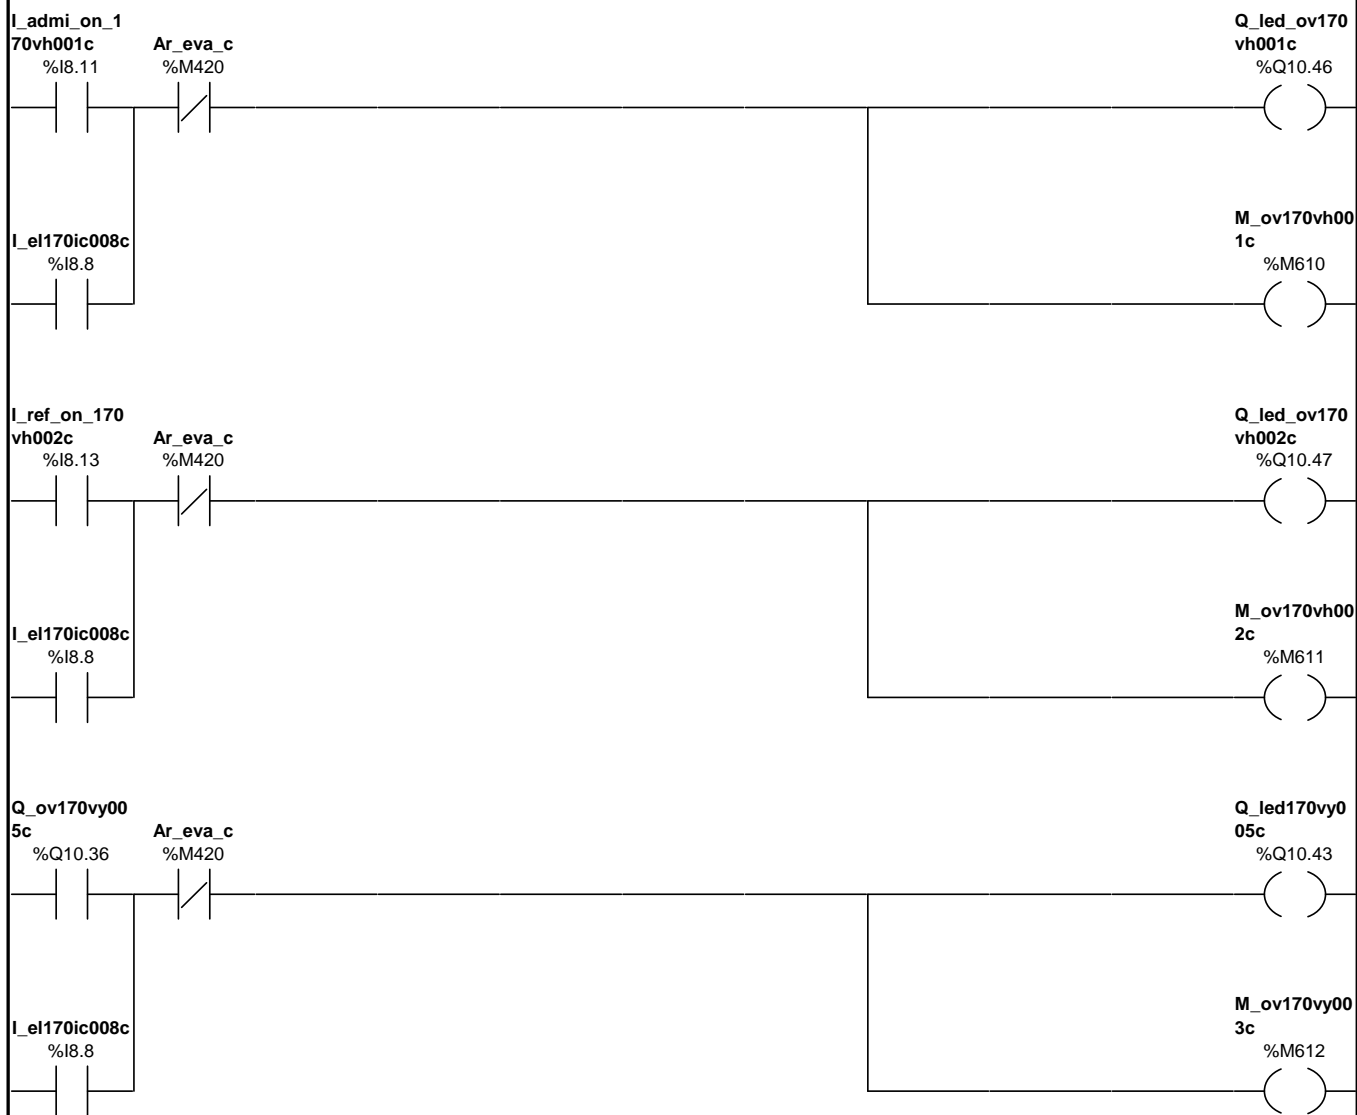 I_admi_on_1
70vh001c
%I8.11
Ar_eva_c
%M420
Q_led_ov170
vh001c
%Q10.46
I_el170ic008c
%I8.8
M_ov170vh00
1c
%M610
I_ref_on_170
vh002c
%I8.13
Ar_eva_c
%M420
Q_led_ov170
vh002c
%Q10.47
I_el170ic008c
%I8.8
M_ov170vh00
2c
%M611
Q_ov170vy00
5c
%Q10.36
Ar_eva_c
%M420
Q_led170vy0
05c
%Q10.43
I_el170ic008c
%I8.8
M_ov170vy00
3c
%M612